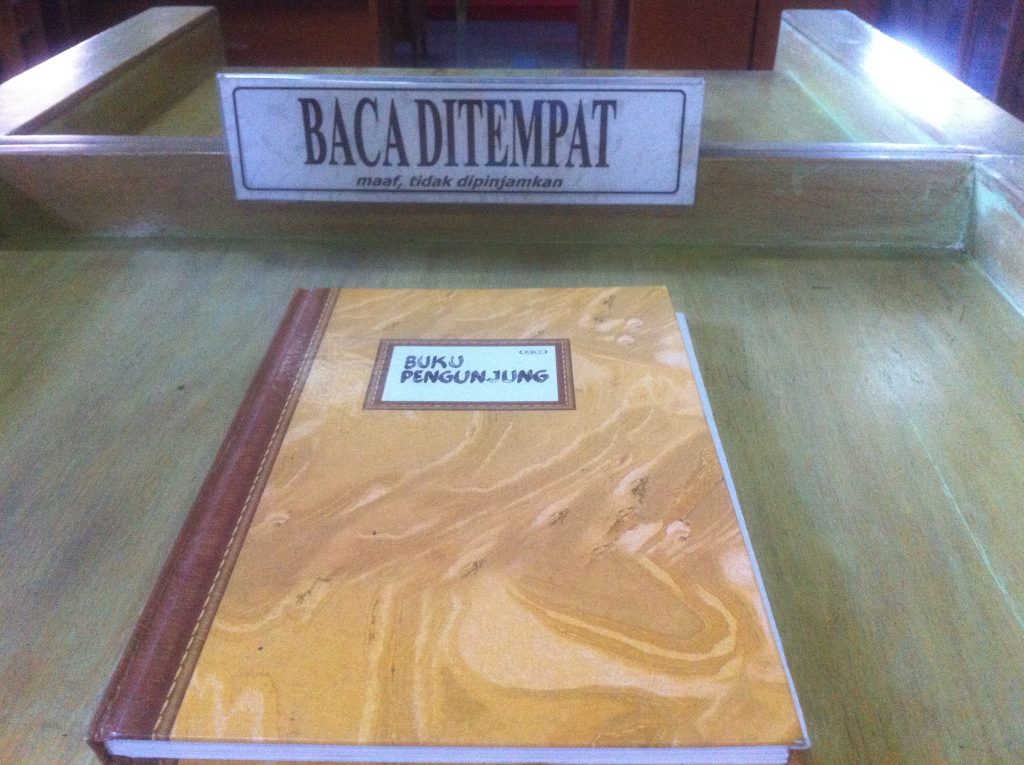 BACA DITEMPAT
maaf, tidak dipinjamkan
BUKU
PENGUNJUNG